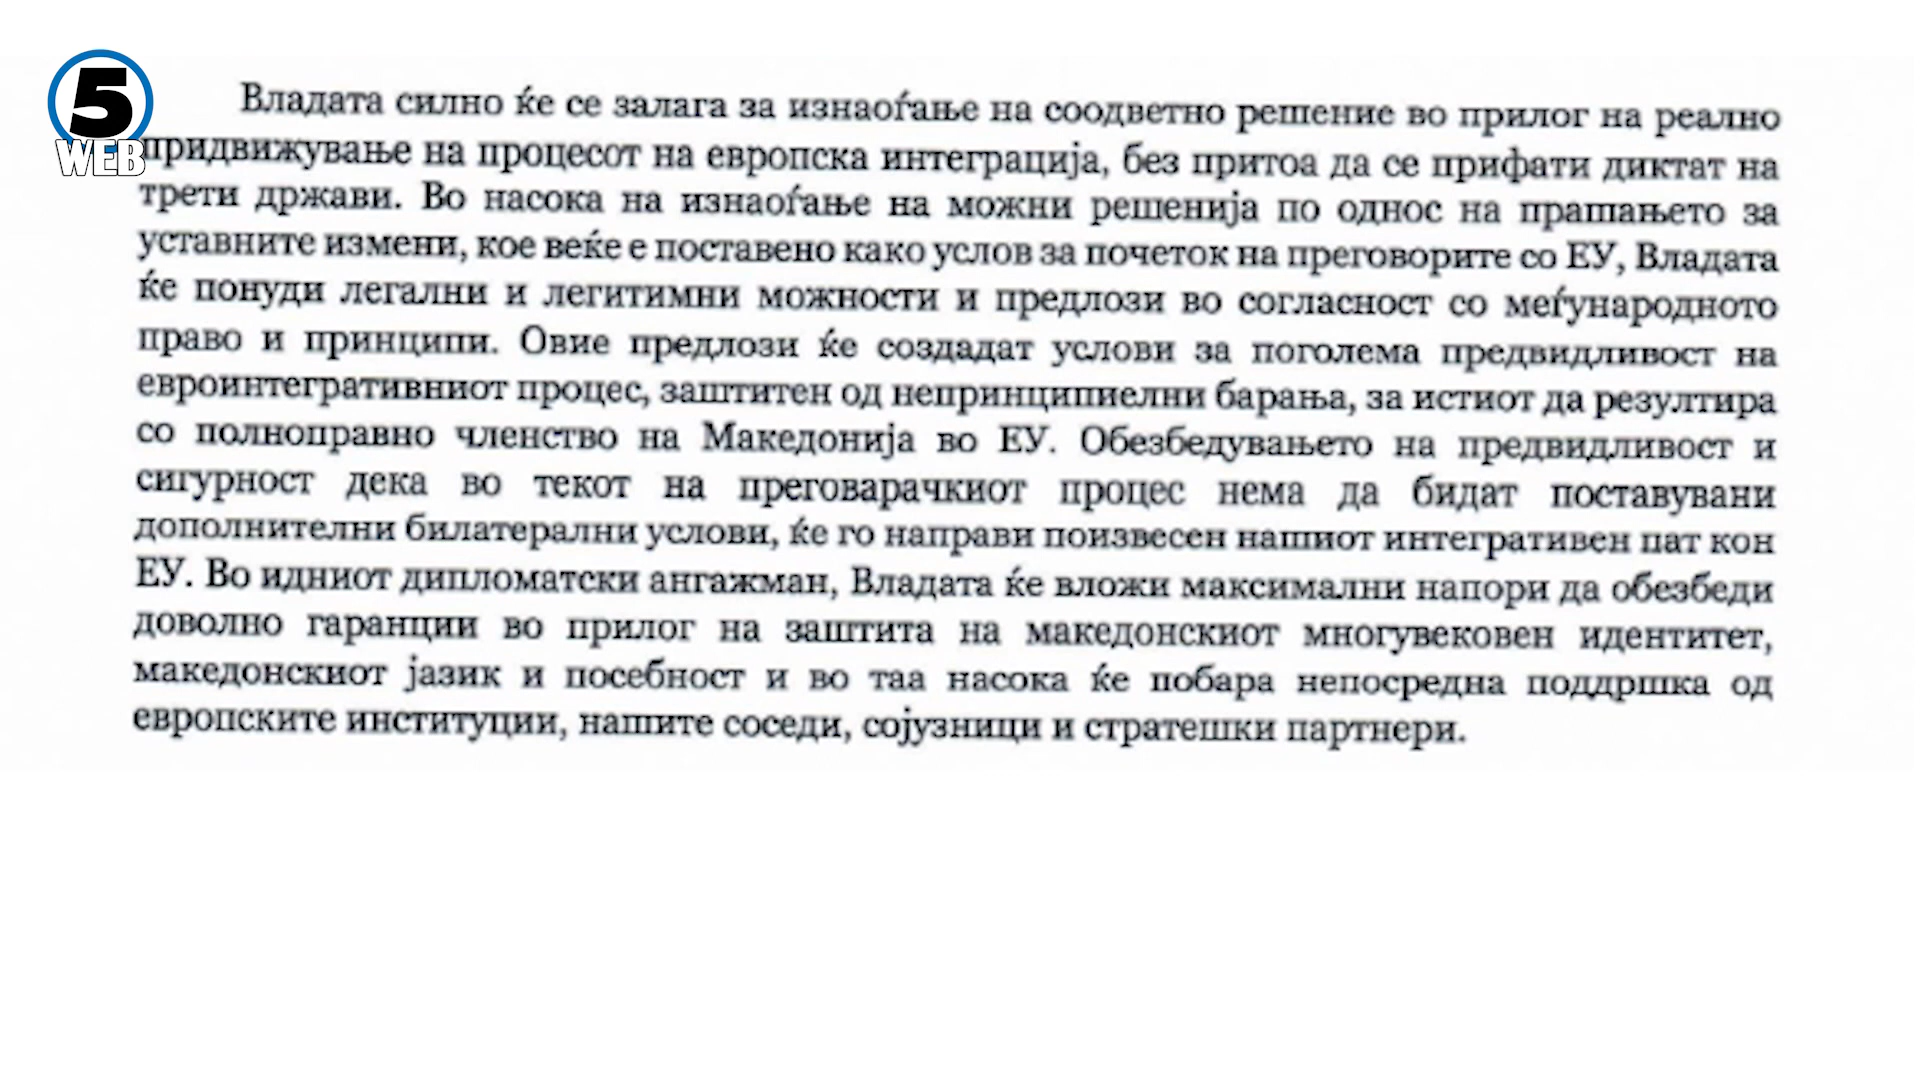 5
WEB
Владата силно ќе се залага за изнаоѓање на соодветно решение во прилог на реално
придвижување на процесот на европска интеграција, без притоа да се прифати диктат на
трети држави. Во насока на изнаоѓање на можни решенија по однос на прашањето за
уставните измени, кое веќе е поставено како услов за почеток на преговорите со ЕУ, Владата
ќе понуди легални и легитимни можности и предлози во согласност со меѓународното
право и принципи. Овие предлози ќе создадат услови за поголема предвидливост на
евроинтегративниот процес, заштитен од непринципиелни барања, за истиот да резултира
со полноправно членство на Македонија во ЕУ. Обезбедувањето на предвидливост и
сигурност дека во текот на преговарачкиот процес нема да бидат поставувани
дополнителни билатерални услови, ќе го направи поизвесен нашиот интегративен пат кон
ЕУ. Во идниот дипломатски ангажман, Владата ќе вложи максимални напори да обезбеди
доволно гаранции во прилог на заштита на македонскиот многувековен идентитет,
македонскиот јазик и посебност и во таа насока ќе побара непосредна поддршка од
европските институции, нашите соседи, сојузници и стратешки партнери.